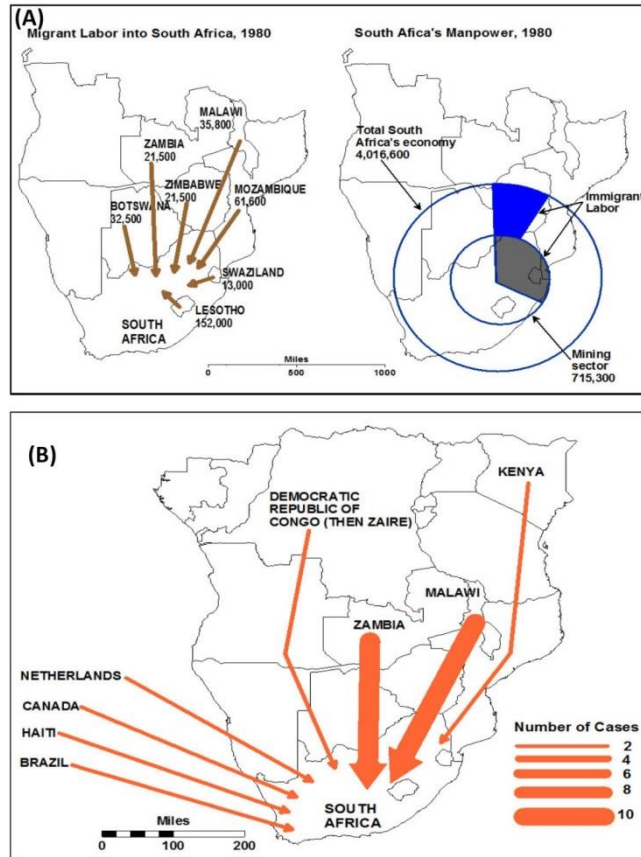 (A)
Migrant Labor into South Africa, 1980
MALAWI
35,800
ZAMBIA
21,500
ZIMBABWE
21,500
MOZAMBIQUE
61,600
BOTSWANA
32,500
SWAZILAND
13,000
LESOTHO
152,000
SOUTH
AFRICA
Miles
0
500
1000
South Afica's Manpower, 1980
Total South
Africa's economy
4,016,600
Immigrant
Labor
Mining
sector
715,300
(B)
KENYA
DEMOCRATIC
REPUBLIC OF
CONGO (THEN ZAIRE)
MALAWI
ZAMBIA
NETHERLANDS
CANADA
HAITI
BRAZIL
SOUTH
AFRICA
Number of Cases
2
4
6
8
10
Miles
0
100
200